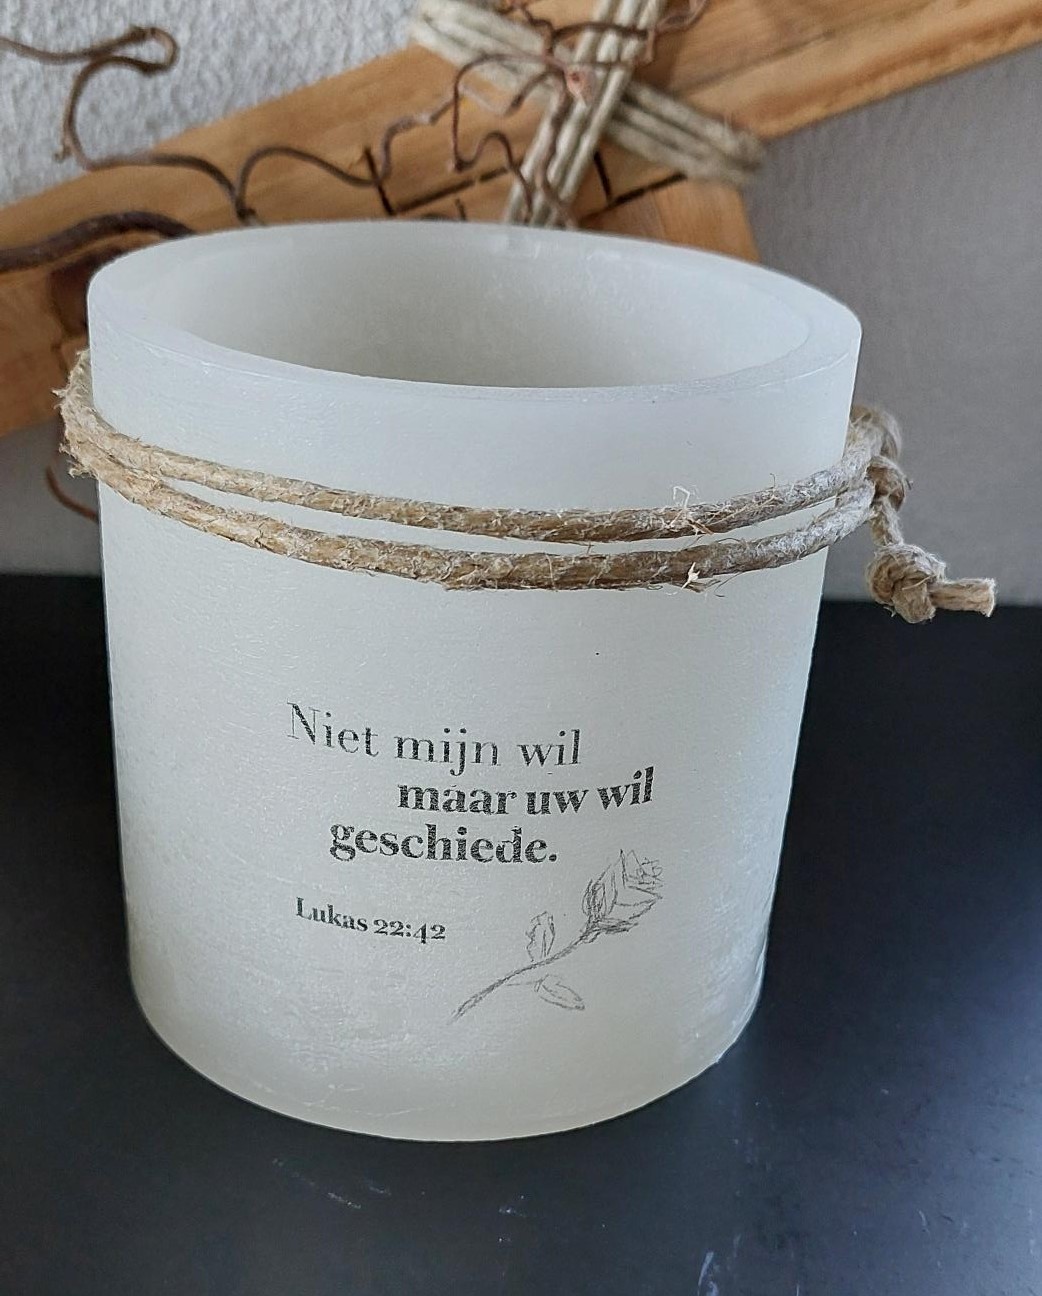 Niet mijn wil
maar uw wil
geschiede.
Lukas 22:42